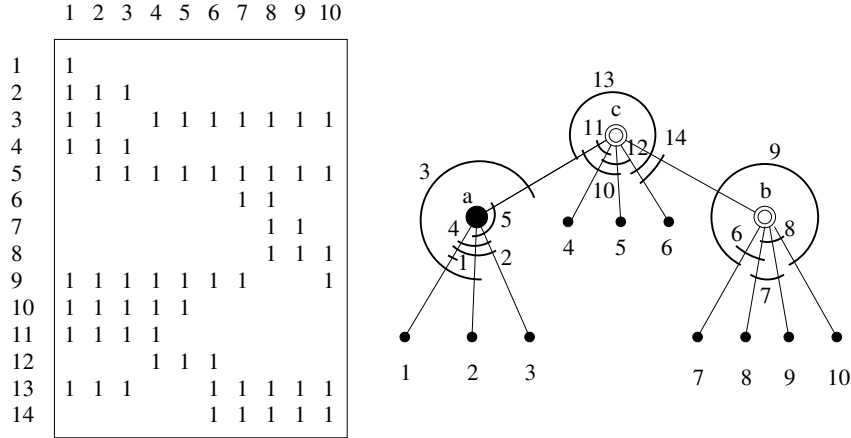 1 2 3 4 5 6 7 8 9 10
1 1
2 1 1 1
3 1 1 1 1 1 1 1 1 1
4 1 1 1
5 1 1 1 1 1 1 1 1 1
6 1 1
7 1 1
8 1 1 1
9 1 1 1 1 1 1 1 1
10 1 1 1 1 1
11 1 1 1 1
12 1 1 1
13 1 1 1 1 1 1 1 1
14 1 1 1 1 1
13
c
11 12 14
9
3
10
a
b
4 5
6 8
1 2
7
4 5 6
1 2 3
7 8 9 10